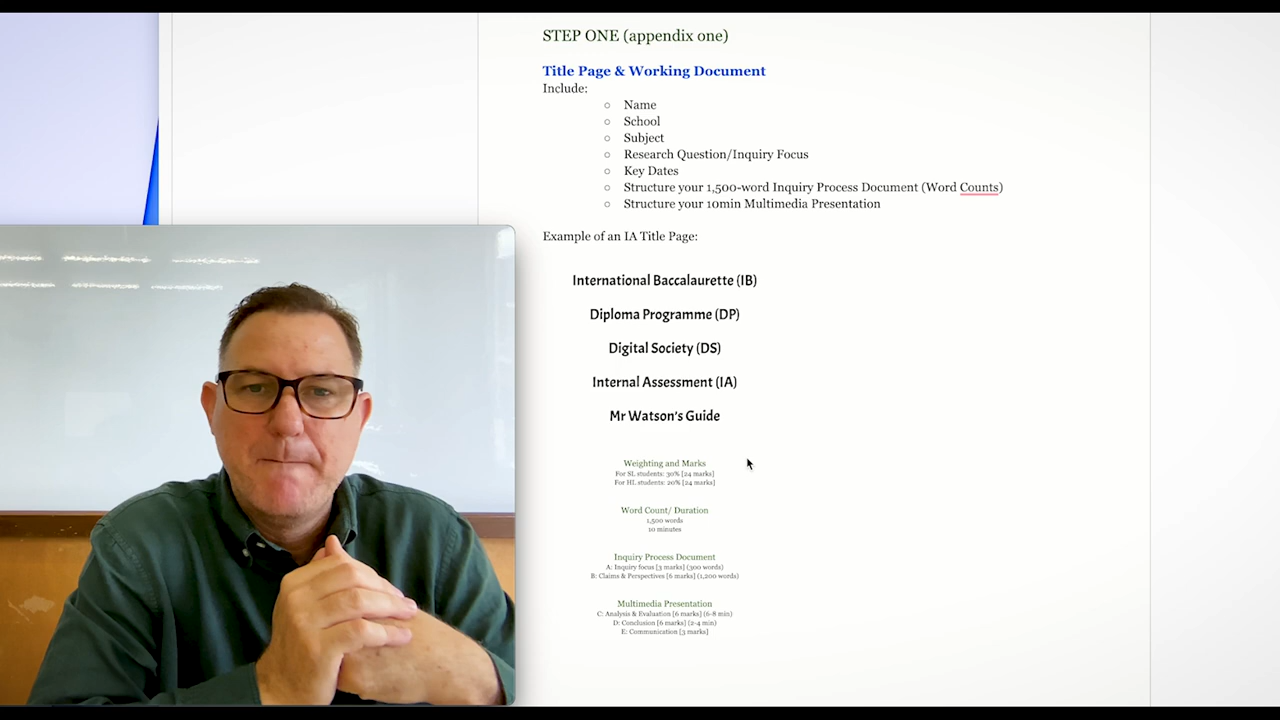 STEP ONE (appendix one)
Title Page & Working Document
Include:
○ Name
○ School
○ Subject
○ Research Question/Inquiry Focus
○ Key Dates
○ Structure your 1,500-word Inquiry Process Document (Word Counts)
○ Structure your 10min Multimedia Presentation
Example of an IA Title Page:
International Baccalaurette (IB)
Diploma Programme (DP)
Digital Society (DS)
Internal Assessment (IA)
Mr Watson's Guide
Weighting and Marks
For SL students: 30% [24 marks]
For HL students: 20% [24 marks]
Word Count/ Duration
1,500 words
10 minutes
Inquiry Process Document
A: Inquiry focus [3 marks] (300 words)
B: Claims & Perspectives [6 marks] (1,200 words)
Multimedia Presentation
C: Analysis & Evaluation [6 marks] (6-8 min)
D: Conclusion [6 marks] (2-4 min)
E: Communication [3 marks]